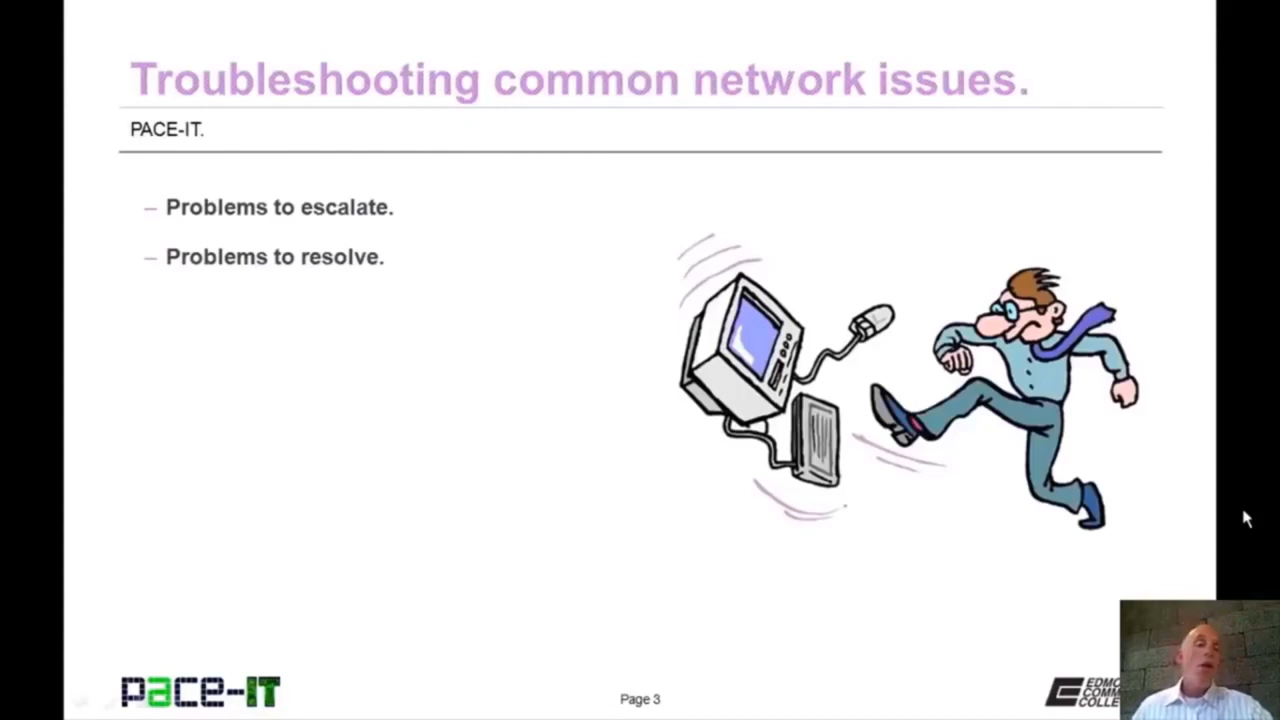 Troubleshooting common network issues.
PACE-IT.
– Problems to escalate.
– Problems to resolve.
pace-IT
Page 3